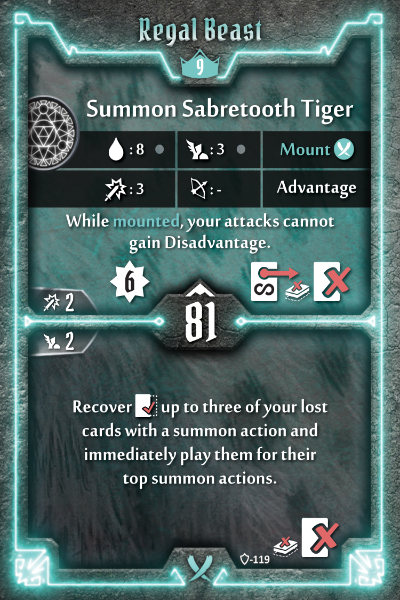 Regal Beast
9
Summon Sabretooth Tiger
: 8
: 3
Mount
: 3
: -
Advantage
While mounted, your attacks cannot
gain Disadvantage.
6
2
81
2
Recover up to three of your lost
cards with a summon action and
immediately play them for their
top summon actions.
-119